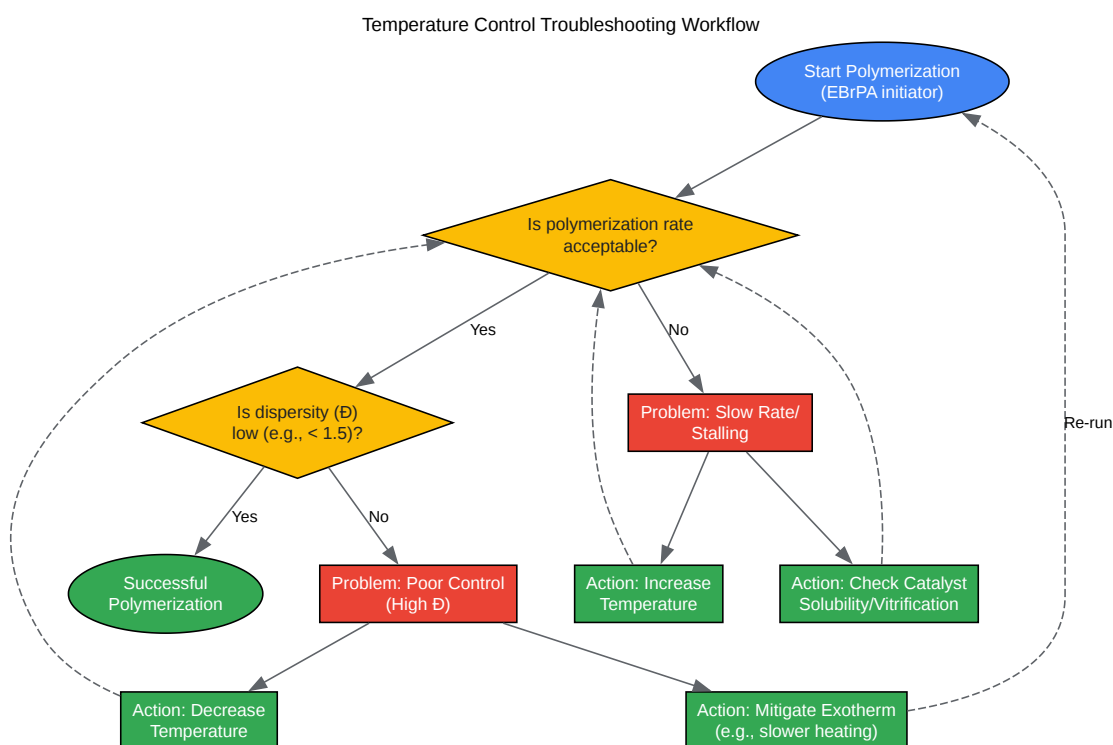 Temperature Control Troubleshooting Workflow
Start Polymerization
(EBrPA initiator)
Is polymerization rate
acceptable?
Yes
No
Is dispersity (Đ)
low (e.g., < 1.5)?
Problem: Slow Rate/
Stalling
Re-run
Yes
No
Successful
Polymerization
Problem: Poor Control
(High Đ)
Action: Increase
Temperature
Action: Check Catalyst
Solubility/Vitrification
Action: Decrease
Temperature
Action: Mitigate Exotherm
(e.g., slower heating)